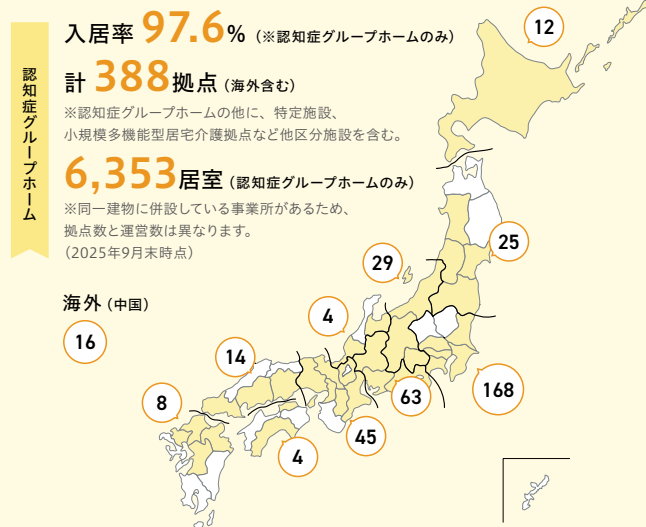 認知症グループホーム
入居率 97.6% (※認知症グループホームのみ)
計 388拠点 (海外含む)
※認知症グループホームの他に、特定施設、
小規模多機能型居宅介護拠点など他区分施設を含む。
6,353居室 (認知症グループホームのみ)
※同一建物に併設している事業所があるため、
拠点数と運営数は異なります。
(2025年9月末時点)
海外 (中国)
16
12
25
29
4
14
8
4
45
63
168